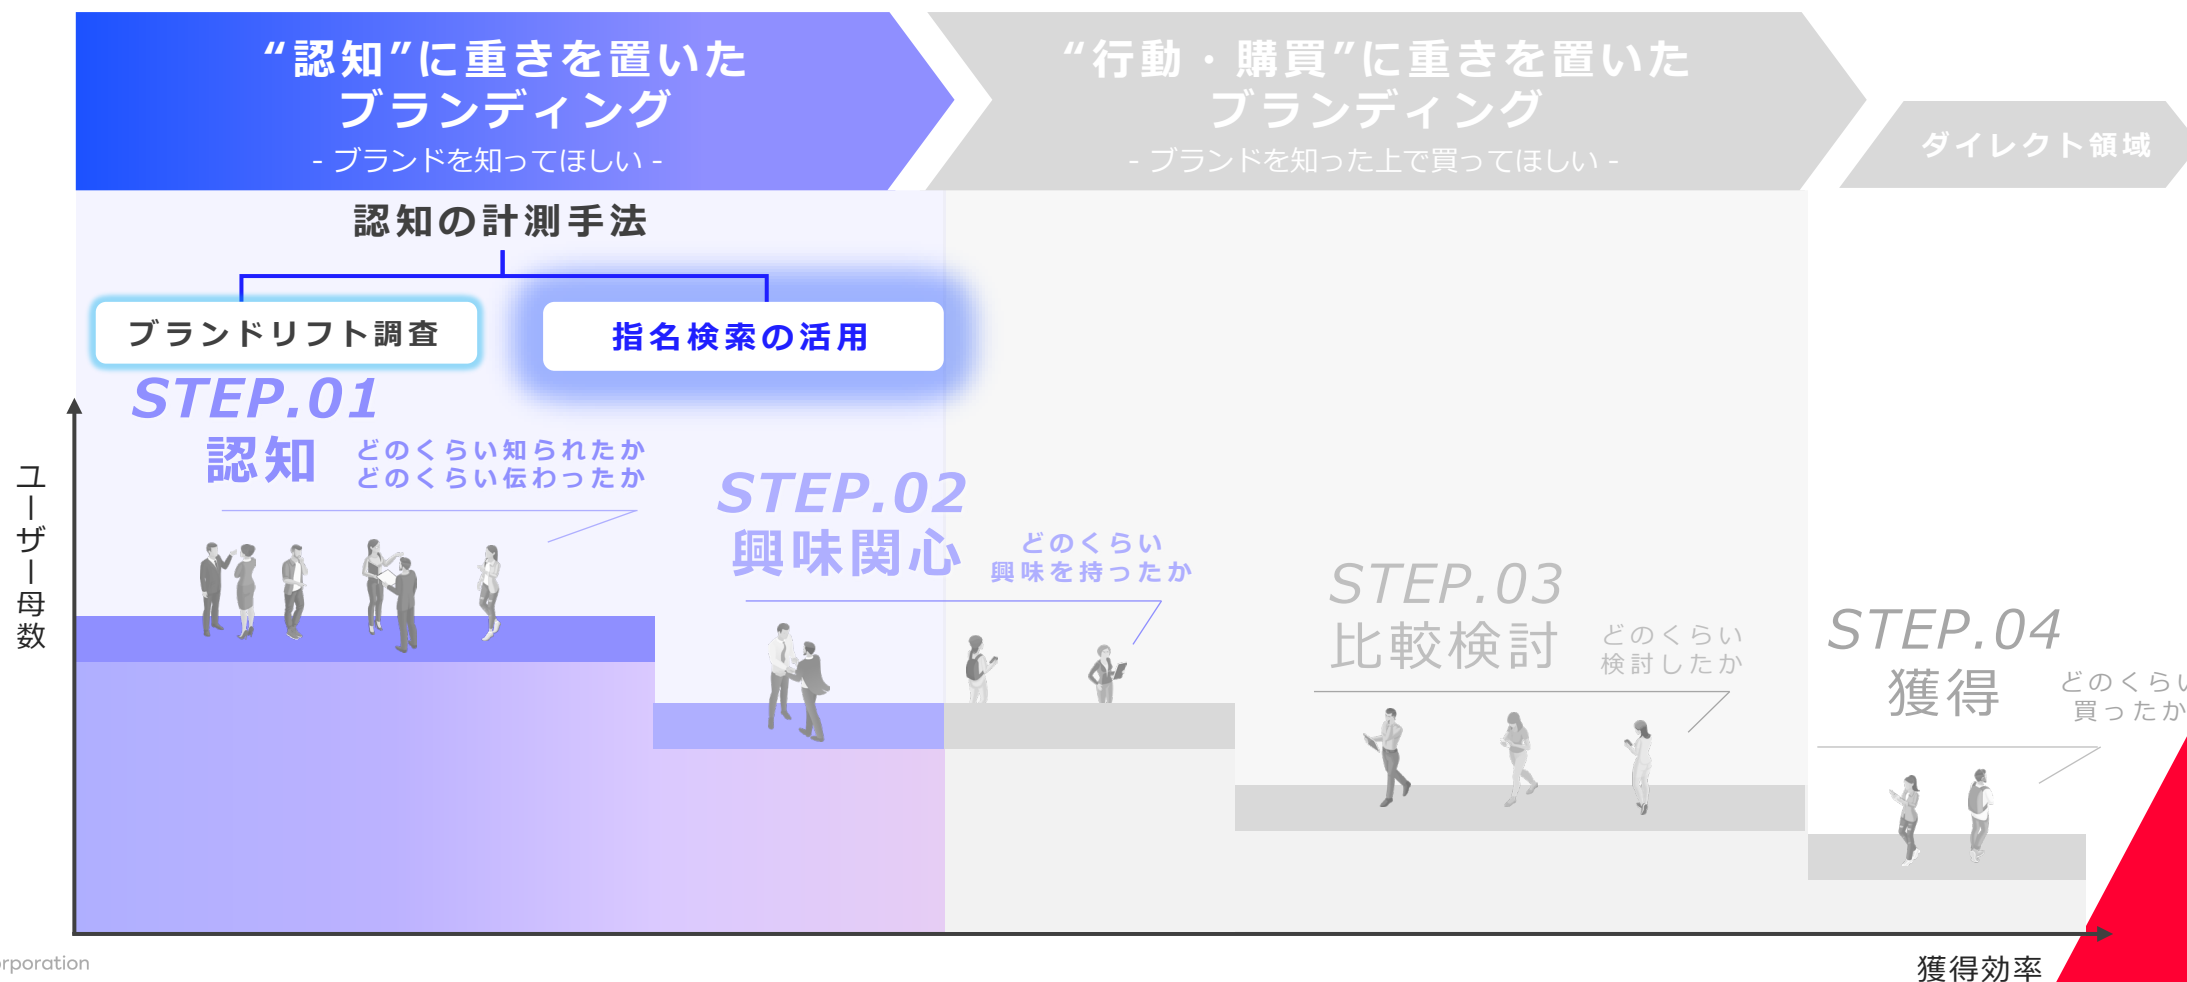 “認知”に重きを置いた
ブランディング
- ブランドを知ってほしい -
“行動・購買”に重きを置いた
ブランディング
- ブランドを知った上で買ってほしい -
ダイレクト領域
認知の計測手法
ブランドリフト調査
指名検索の活用
STEP.01
認知
どのくらい知られたか
どのくらい伝わったか
STEP.02
興味関心
どのくらい
興味を持ったか
STEP.03
比較検討
どのくらい
検討したか
STEP.04
獲得
どのくらい
買ったか
ユーザー母数
獲得効率
rporation